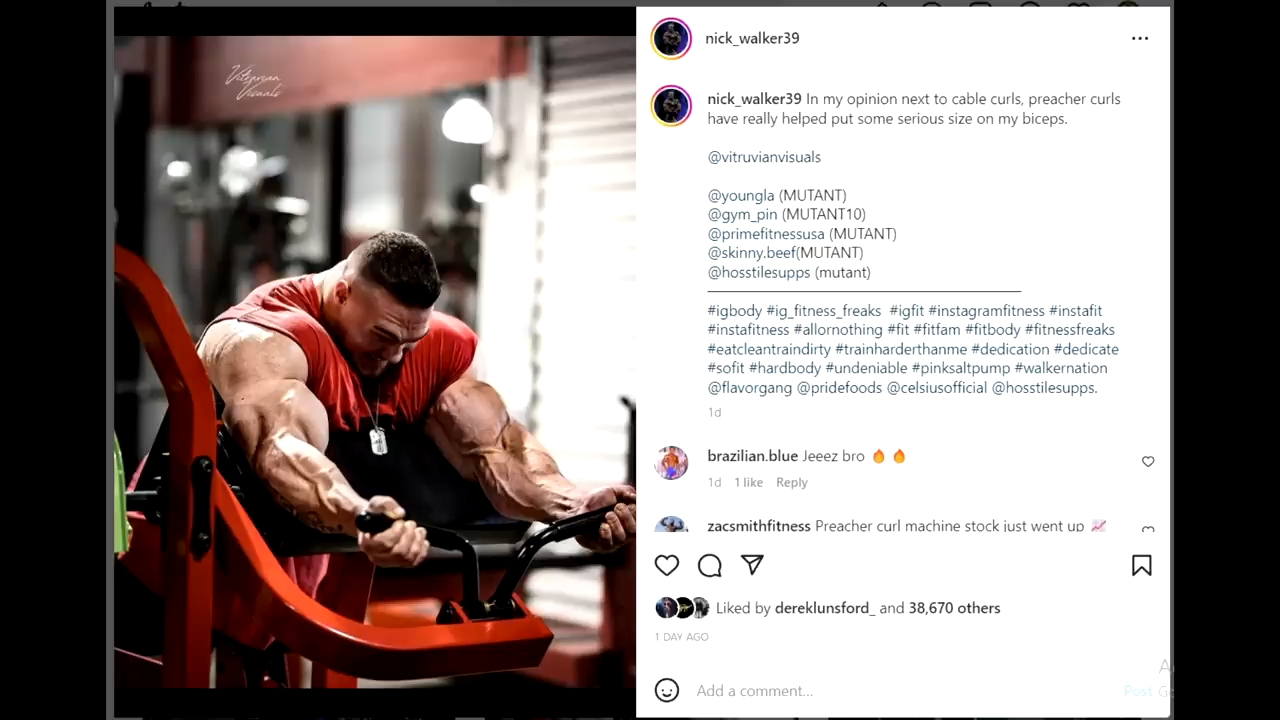 Vitruvian
Visuals
nick_walker39
nick_walker39 In my opinion next to cable curls, preacher curls
have really helped put some serious size on my biceps.
@vitruvianvisuals
@youngla (MUTANT)
@gym_pin (MUTANT10)
@primefitnessusa (MUTANT)
@skinny.beef(MUTANT)
@hosstilesupps (mutant)
#igbody #ig_fitness_freaks #igfit #instagramfitness #instafit
#instafitness #allornothing #fit #fitfam #fitbody #fitnessfreaks
#eatcleantraindirty #trainharderthanme #dedication #dedicate
#sofit #hardbody #undeniable #pinksaltpump #walkernation
@flavorgang @pridefoods @celsiusofficial @hosstilesupps.
1d
brazilian.blue Jeeez bro 🔥 🔥
1d 1 like Reply
zacsmithfitness Preacher curl machine stock just went up 📈
Liked by dereklunsford_ and 38,670 others
1 DAY AGO
Add a comment...
Post